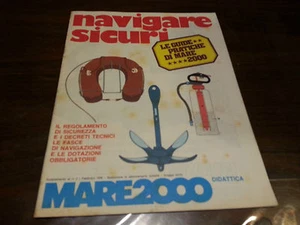 navigare
sicuri
LE GUIDE
PRATICHE
DI MARE
2000
IL REGOLAMENTO
DI SICUREZZA
E I DECRETI TECNICI
LE FASCE
DI NAVIGAZIONE
E LE DOTAZIONI
OBBLIGATORIE
DIDATTICA
MARE2000